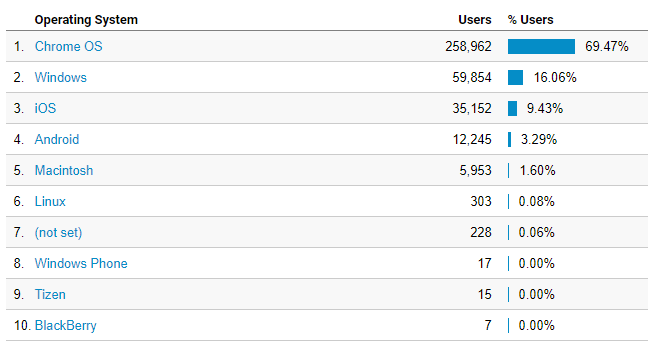 Operating System Users % Users
1. Chrome OS 258,962 69.47%
2. Windows 59,854 16.06%
3. iOS 35,152 9.43%
4. Android 12,245 3.29%
5. Macintosh 5,953 1.60%
6. Linux 303 0.08%
7. (not set) 228 0.06%
8. Windows Phone 17 0.00%
9. Tizen 15 0.00%
10. BlackBerry 7 0.00%